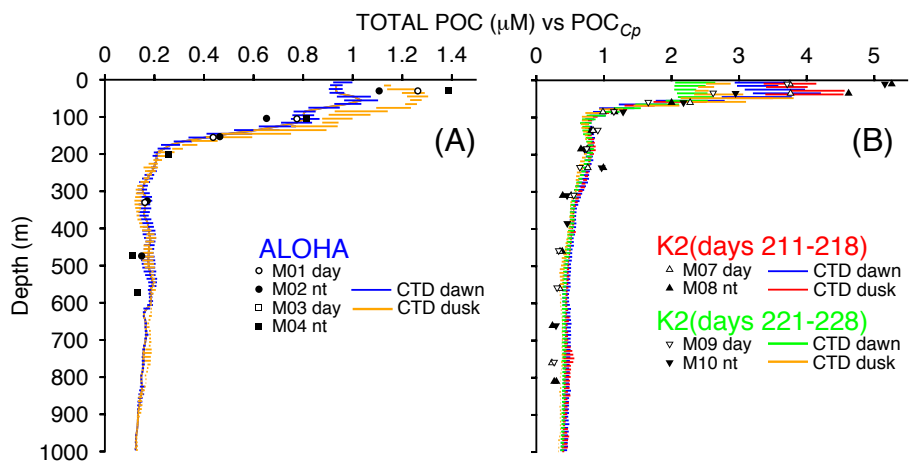 TOTAL POC (μM) vs POC_Cp
0 0.2 0.4 0.6 0.8 1 1.2 1.4
0 1 2 3 4 5
0
100
200
300
400
500
600
700
800
900
1000
Depth (m)
(A)
ALOHA
M01 day
M02 nt
M03 day
M04 nt
CTD dawn
CTD dusk
(B)
K2(days 211-218)
M07 day
M08 nt
CTD dawn
CTD dusk
K2(days 221-228)
M09 day
M10 nt
CTD dawn
CTD dusk